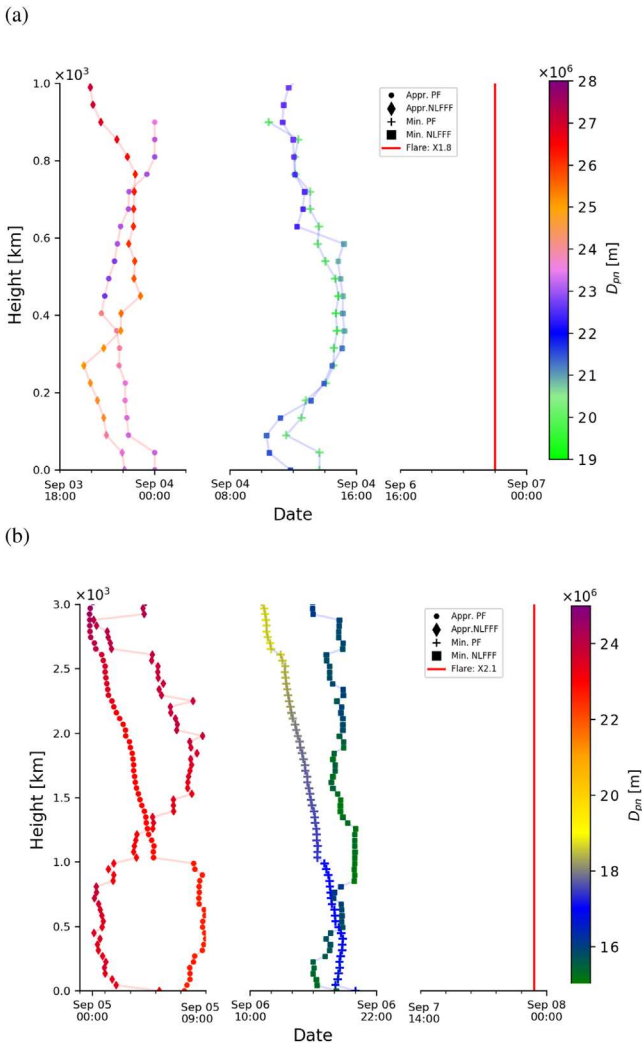 (a)
×10³
1.0
0.8
0.6
0.4
0.2
0.0
Height [km]
Sep 03
18:00
Sep 04
00:00
Sep 04
08:00
Sep 04
16:00
Sep 6
16:00
Sep 07
00:00
Date
Appr. PF
Appr.NLFFF
Min. PF
Min. NLFFF
Flare: X1.8
×10⁶
28
27
26
25
24
23
22
21
20
19
Dpn [m]
(b)
×10³
3.0
2.5
2.0
1.5
1.0
0.5
0.0
Height [km]
Sep 05
00:00
Sep 05
09:00
Sep 06
10:00
Sep 06
22:00
Sep 7
14:00
Sep 08
00:00
Date
Appr. PF
Appr.NLFFF
Min. PF
Min. NLFFF
Flare: X2.1
×10⁶
24
22
20
18
16
Dpn [m]